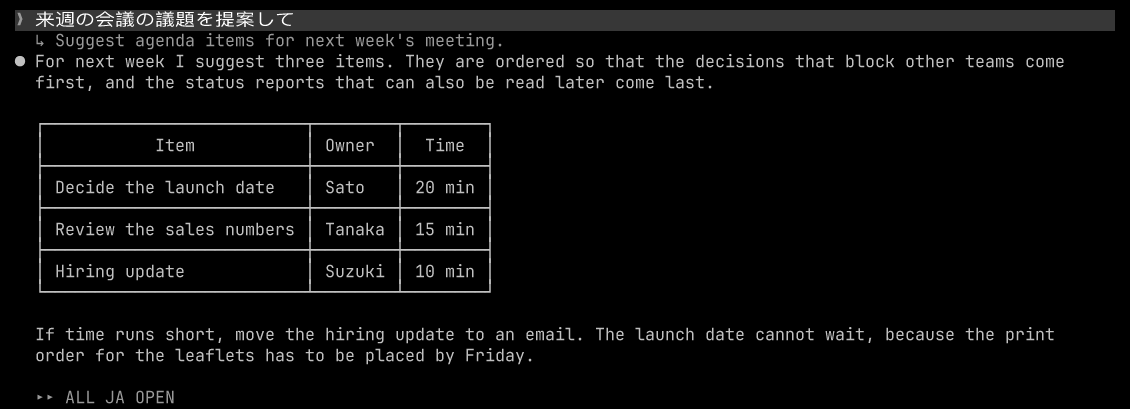 ❯ 来週の会議の議題を提案して
↳ Suggest agenda items for next week's meeting.
● For next week I suggest three items. They are ordered so that the decisions that block other teams come
first, and the status reports that can also be read later come last.
Item Owner Time
Decide the launch date Sato 20 min
Review the sales numbers Tanaka 15 min
Hiring update Suzuki 10 min
If time runs short, move the hiring update to an email. The launch date cannot wait, because the print
order for the leaflets has to be placed by Friday.
▸▸ ALL JA OPEN